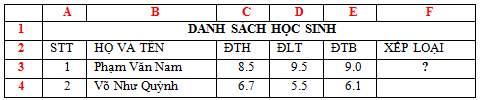 A B C D E F
1 DANH SÁCH HỌC SINH
2 STT HỌ VÀ TÊN ĐTH ĐLT ĐTB XẾP LOẠI
3 1 Phạm Văn Nam 8.5 9.5 9.0 ?
4 2 Võ Như Quỳnh 6.7 5.5 6.1